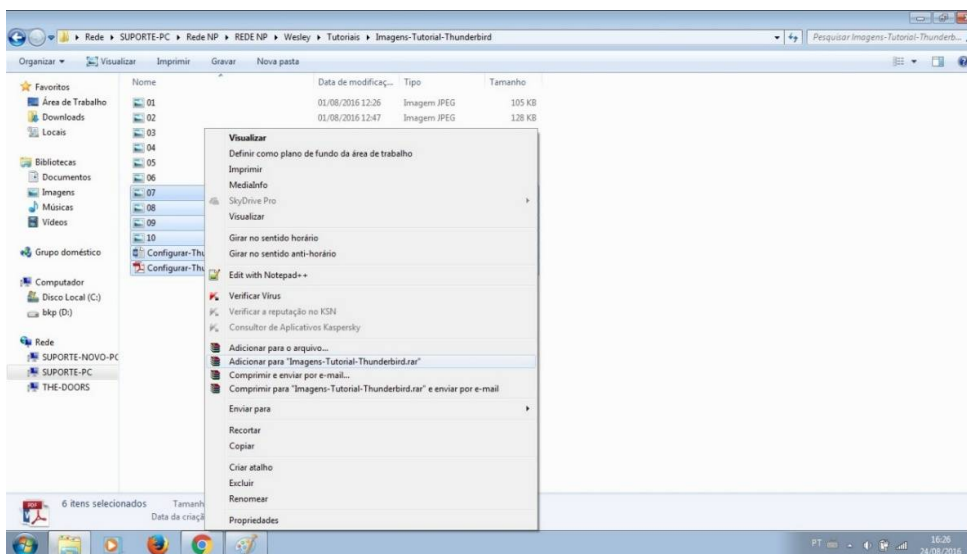 Rede ▸ SUPORTE-PC ▸ Rede NP ▸ REDE NP ▸ Wesley ▸ Tutoriais ▸ Imagens-Tutorial-Thunderbird
Pesquisar Imagens-Tutorial-Thunderb...
Organizar Visualizar Imprimir Gravar Nova pasta
Nome Data de modificaç... Tipo Tamanho
Favoritos
Área de Trabalho
Downloads
Locais
Bibliotecas
Documentos
Imagens
Músicas
Vídeos
Grupo doméstico
Computador
Disco Local (C:)
bkp (D:)
Rede
SUPORTE-NOVO-PC
SUPORTE-PC
THE-DOORS
01 01/08/2016 12:26 Imagem JPEG 105 KB
02 01/08/2016 12:47 Imagem JPEG 128 KB
03
04
05
06
07
08
09
10
Configurar-Thu
Configurar-Thu
Visualizar
Definir como plano de fundo da área de trabalho
Imprimir
MediaInfo
SkyDrive Pro
Visualizar
Girar no sentido horário
Girar no sentido anti-horário
Edit with Notepad++
Verificar Vírus
Verificar a reputação no KSN
Consultor de Aplicativos Kaspersky
Adicionar para o arquivo...
Adicionar para "Imagens-Tutorial-Thunderbird.rar"
Comprimir e enviar por e-mail...
Comprimir para "Imagens-Tutorial-Thunderbird.rar" e enviar por e-mail
Enviar para
Recortar
Copiar
Criar atalho
Excluir
Renomear
Propriedades
6 itens selecionados Tamanh
Data da criaçã
PDF
PT 16:26
24/08/2016